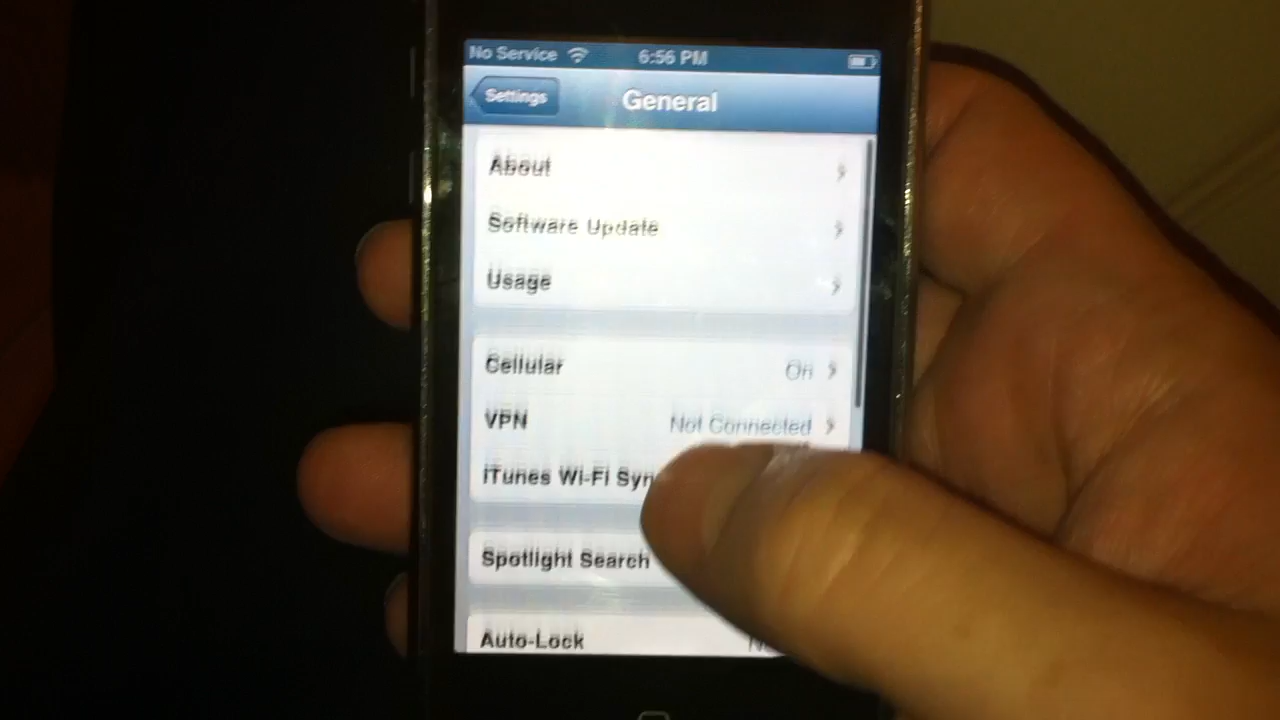 No Service 6:56 PM
Settings General
About
Software Update
Usage
Cellular On
VPN Not Connected
iTunes Wi-Fi
Spotlight Search
Auto-Lock